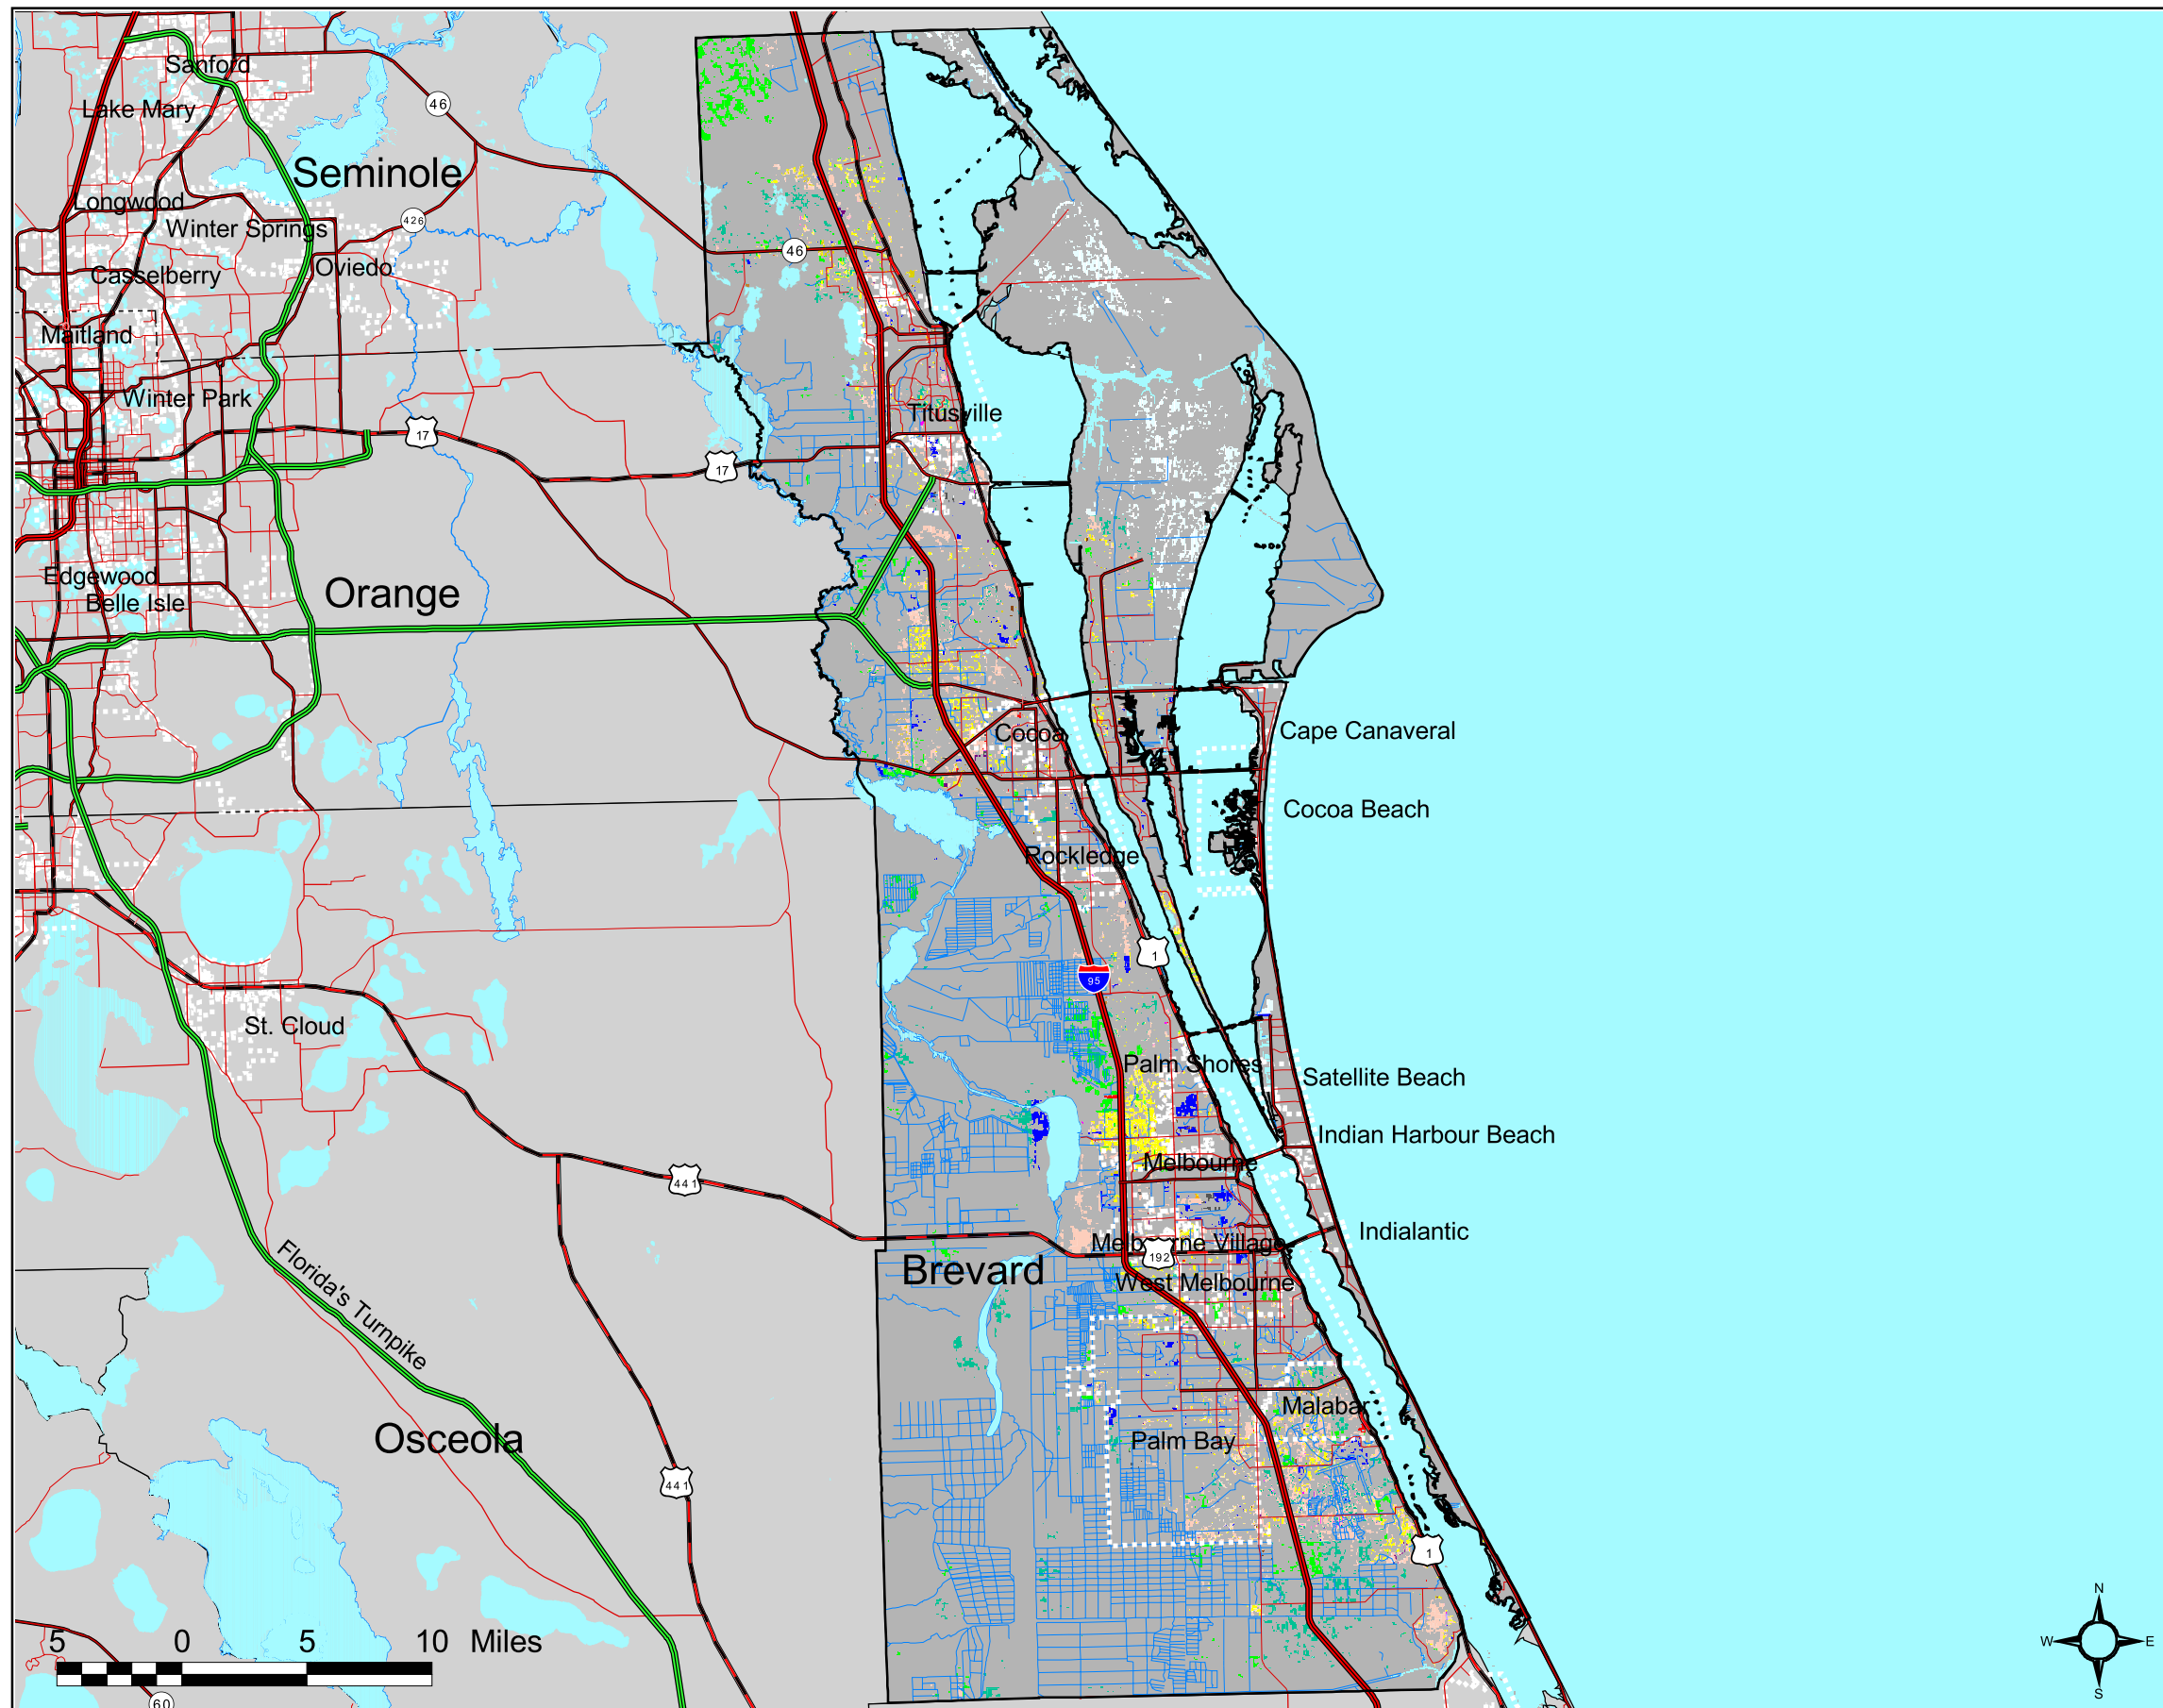 Sanford
46
Lake Mary
Seminole
Longwood
426
Winter Springs
46
Oviedo
Casselberry
Maitland
Winter Park
Titusville
17
17
Edgewood
Orange
Belle Isle
Cape Canaveral
Cocoa
Cocoa Beach
Rockledge
1
95
St. Cloud
Palm Shores
Satellite Beach
Indian Harbour Beach
Melbourne
441
Indialantic
Melbourne Village
192
Brevard
West Melbourne
Florida's Turnpike
Malabar
Osceola
Palm Bay
441
1
N
W
E
S
5 0 5 10 Miles
60